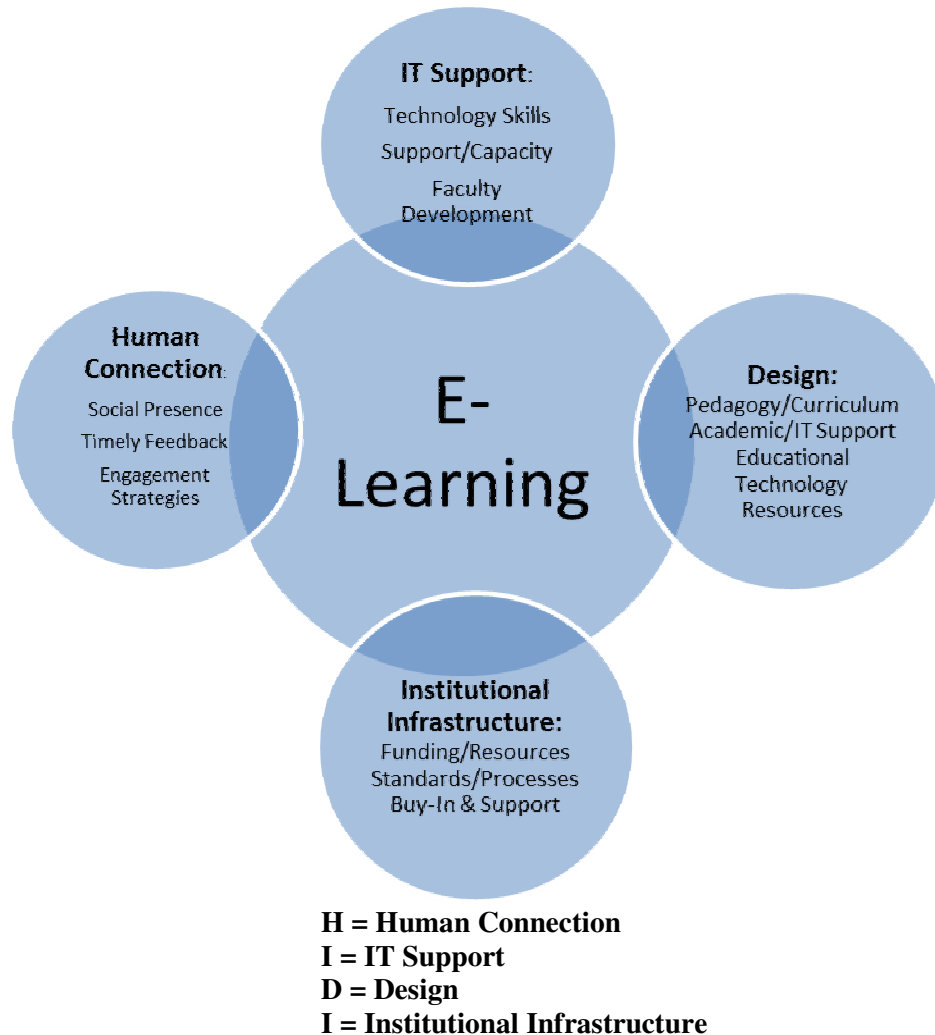 IT Support:
Technology Skills
Support/Capacity
Faculty
Development
Human
Connection:
Social Presence
Timely Feedback
Engagement
Strategies
E-
Learning
Design:
Pedagogy/Curriculum
Academic/IT Support
Educational
Technology
Resources
Institutional
Infrastructure:
Funding/Resources
Standards/Processes
Buy-In & Support
H = Human Connection
I = IT Support
D = Design
I = Institutional Infrastructure